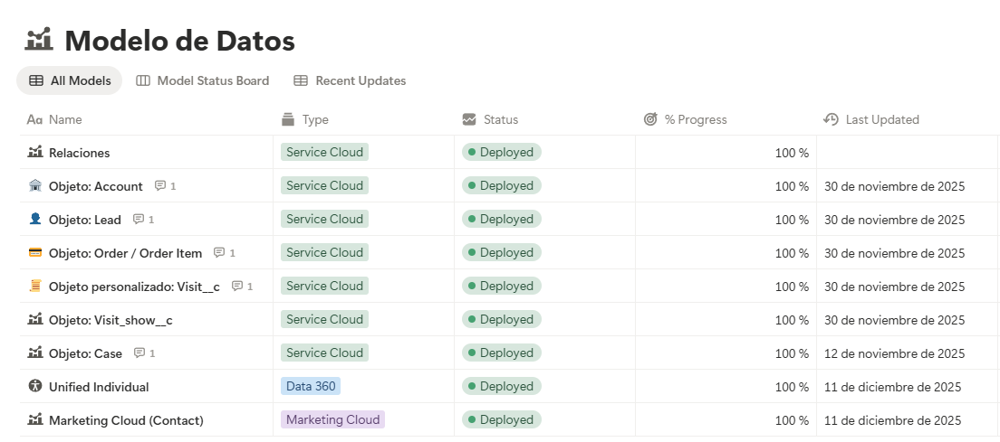 Modelo de Datos
All Models Model Status Board Recent Updates
Aa Name Type Status % Progress Last Updated
Relaciones Service Cloud Deployed 100 %
Objeto: Account 1 Service Cloud Deployed 100 % 30 de noviembre de 2025
Objeto: Lead 1 Service Cloud Deployed 100 % 30 de noviembre de 2025
Objeto: Order / Order Item 1 Service Cloud Deployed 100 % 30 de noviembre de 2025
Objeto personalizado: Visit__c 1 Service Cloud Deployed 100 % 30 de noviembre de 2025
Objeto: Visit_show__c Service Cloud Deployed 100 % 30 de noviembre de 2025
Objeto: Case 1 Service Cloud Deployed 100 % 12 de noviembre de 2025
Unified Individual Data 360 Deployed 100 % 11 de diciembre de 2025
Marketing Cloud (Contact) Marketing Cloud Deployed 100 % 11 de diciembre de 2025